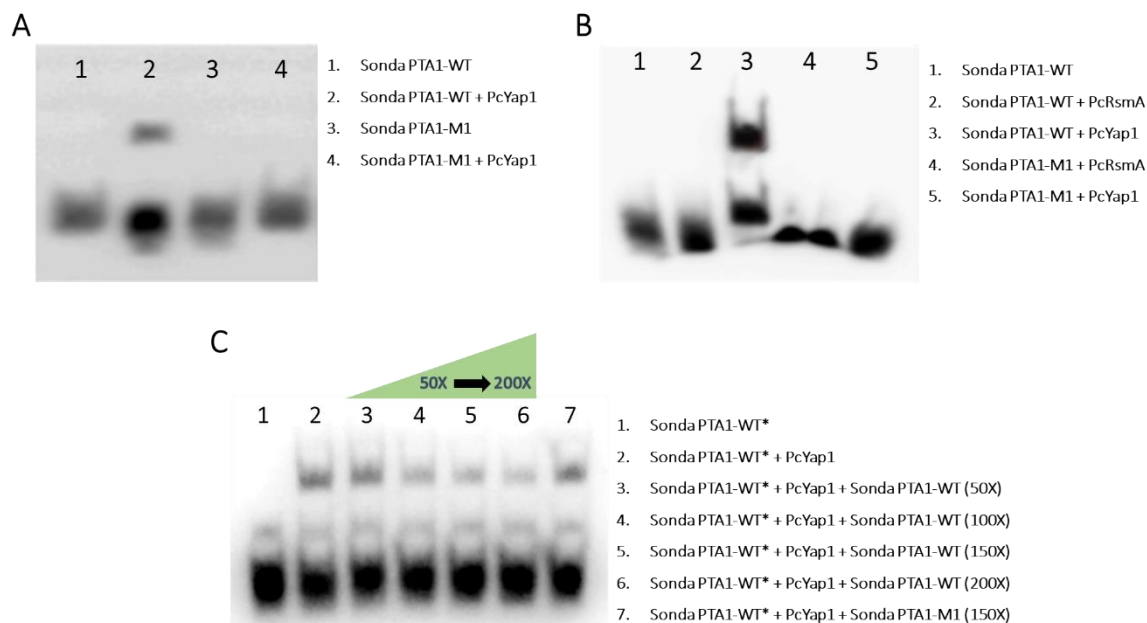 A
1 2 3 4
1. Sonda PTA1-WT
2. Sonda PTA1-WT + PcYap1
3. Sonda PTA1-M1
4. Sonda PTA1-M1 + PcYap1
B
1 2 3 4 5
1. Sonda PTA1-WT
2. Sonda PTA1-WT + PcRsmA
3. Sonda PTA1-WT + PcYap1
4. Sonda PTA1-M1 + PcRsmA
5. Sonda PTA1-M1 + PcYap1
C
50X 200X
1 2 3 4 5 6 7
1. Sonda PTA1-WT*
2. Sonda PTA1-WT* + PcYap1
3. Sonda PTA1-WT* + PcYap1 + Sonda PTA1-WT (50X)
4. Sonda PTA1-WT* + PcYap1 + Sonda PTA1-WT (100X)
5. Sonda PTA1-WT* + PcYap1 + Sonda PTA1-WT (150X)
6. Sonda PTA1-WT* + PcYap1 + Sonda PTA1-WT (200X)
7. Sonda PTA1-WT* + PcYap1 + Sonda PTA1-M1 (150X)